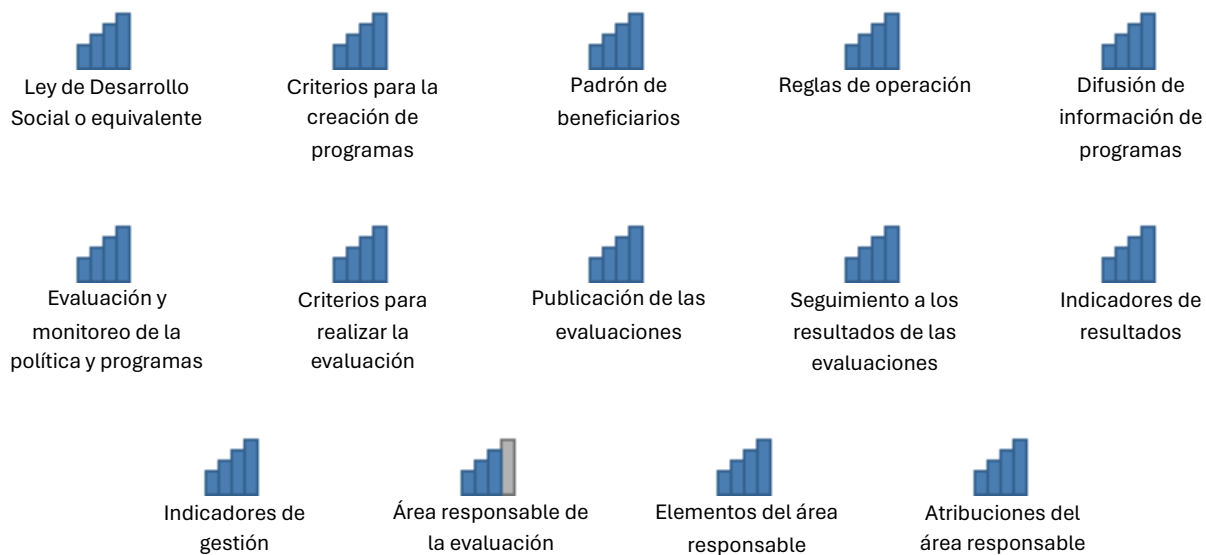 Ley de Desarrollo
Social o equivalente
Criterios para la
creación de
programas
Padrón de
beneficiarios
Reglas de operación
Difusión de
información de
programas
Evaluación y
monitoreo de la
política y programas
Criterios para
realizar la
evaluación
Publicación de las
evaluaciones
Seguimiento a los
resultados de las
evaluaciones
Indicadores de
resultados
Indicadores de
gestión
Área responsable de
la evaluación
Elementos del área
responsable
Atribuciones del
área responsable